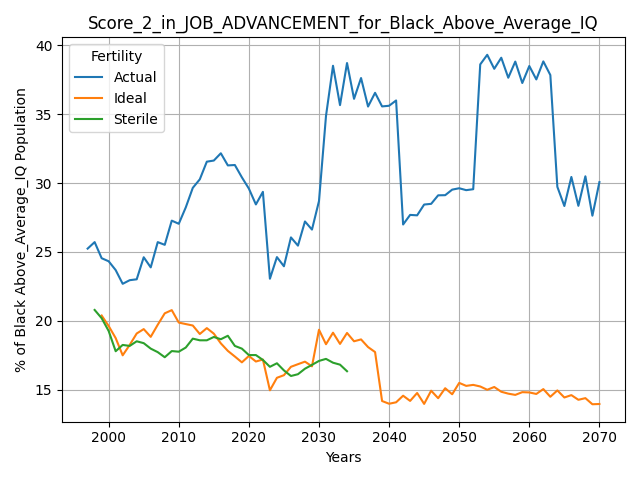 Score_2_in_JOB_ADVANCEMENT_for_Black_Above_Average_IQ
Fertility
Actual
Ideal
Sterile
% of Black Above_Average_IQ Population
40
35
30
25
20
15
2000 2010 2020 2030 2040 2050 2060 2070
Years